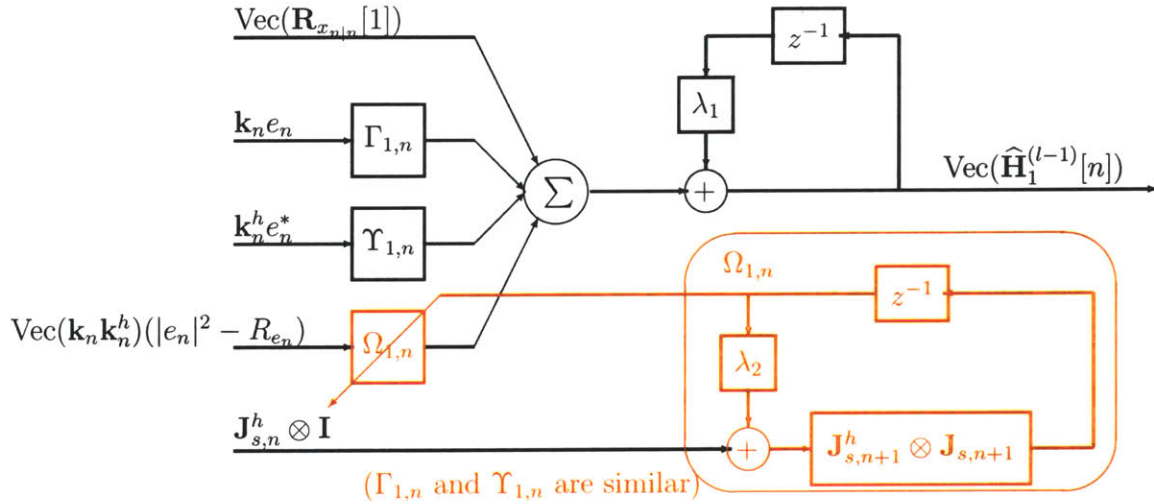 Vec(𝐑_{x_{n|n}}[1])
z^{-1}
λ_1
𝐤_n e_n
Γ_{1,n}
Σ
+
Vec(Ĥ_1^{(l-1)}[n])
𝐤_n^h e_n^*
ϒ_{1,n}
Ω_{1,n}
z^{-1}
Vec(𝐤_n 𝐤_n^h)(|e_n|^2 − R_{e_n})
Ω_{1,n}
λ_2
𝐉_{s,n}^h ⊗ 𝐈
+
𝐉_{s,n+1}^h ⊗ 𝐉_{s,n+1}
(Γ_{1,n} and ϒ_{1,n} are similar)